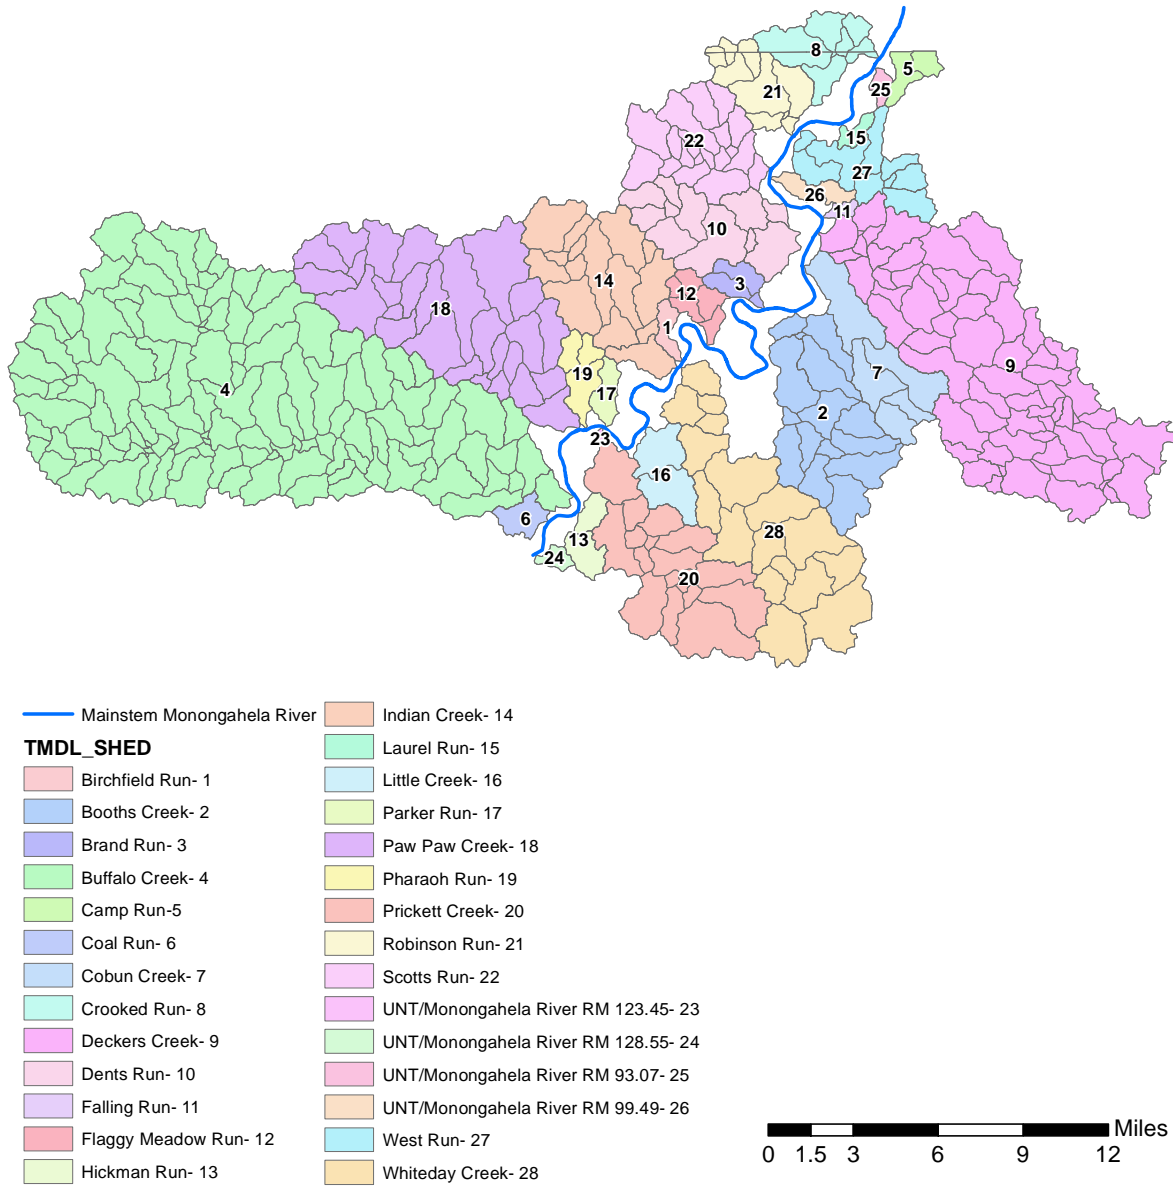 8
5
25
21
15
22
27
26
11
10
14
3
12
1
18
9
19
7
4
17
2
23
16
6
28
13
24
20
Mainstem Monongahela River
TMDL_SHED
Birchfield Run- 1
Booths Creek- 2
Brand Run- 3
Buffalo Creek- 4
Camp Run-5
Coal Run- 6
Cobun Creek- 7
Crooked Run- 8
Deckers Creek- 9
Dents Run- 10
Falling Run- 11
Flaggy Meadow Run- 12
Hickman Run- 13
Indian Creek- 14
Laurel Run- 15
Little Creek- 16
Parker Run- 17
Paw Paw Creek- 18
Pharaoh Run- 19
Prickett Creek- 20
Robinson Run- 21
Scotts Run- 22
UNT/Monongahela River RM 123.45- 23
UNT/Monongahela River RM 128.55- 24
UNT/Monongahela River RM 93.07- 25
UNT/Monongahela River RM 99.49- 26
West Run- 27
Whiteday Creek- 28
Miles
0 1.5 3 6 9 12